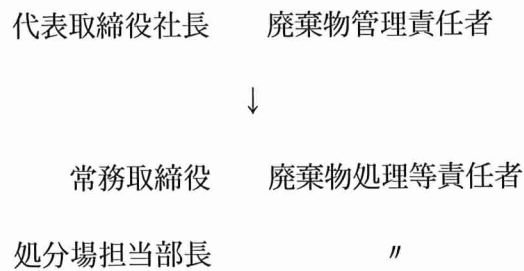 代表取締役社長　廃棄物管理責任者
↓
常務取締役　廃棄物処理等責任者
処分場担当部長　〃